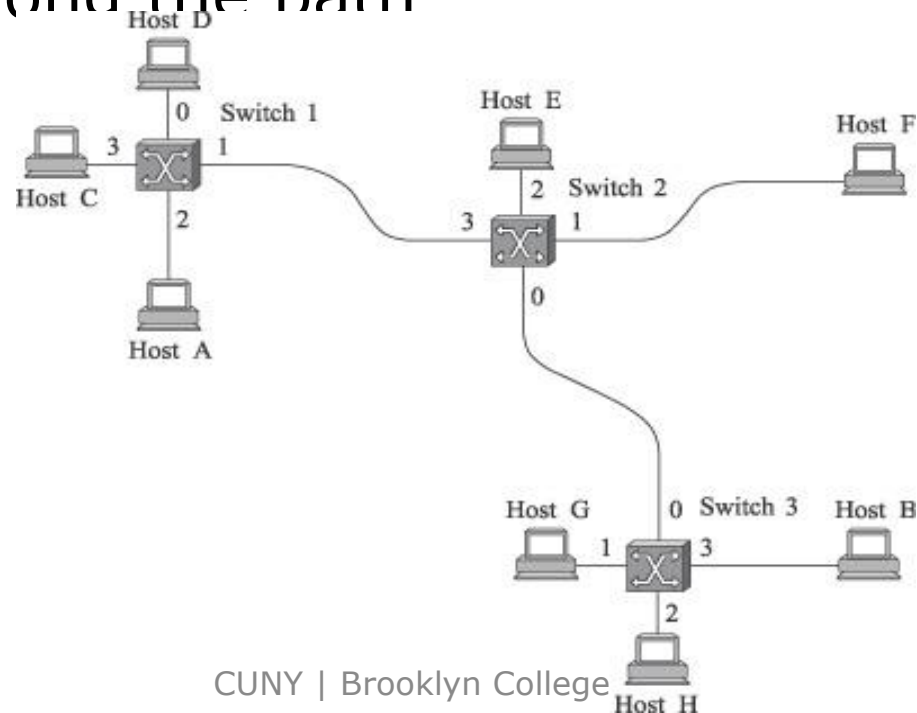 Host D
0 Switch 1
3 1
Host C
2
Host A
Host E
2 Switch 2
3 1
0
Host F
Host G
0 Switch 3
Host B
1 3
2
Host H
CUNY | Brooklyn College